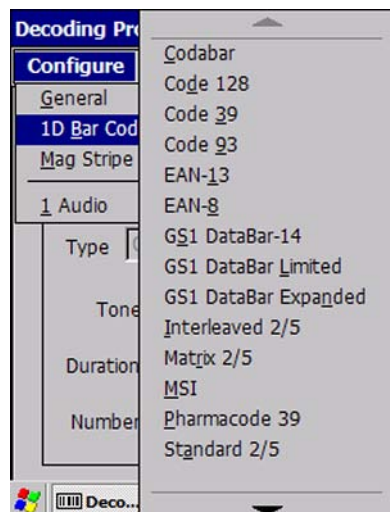 Decoding Pro
Configure
General
1D Bar Cod
Mag Stripe
1 Audio
Type
Tone
Duration
Number
Deco...
Codabar
Code 128
Code 39
Code 93
EAN-13
EAN-8
GS1 DataBar-14
GS1 DataBar Limited
GS1 DataBar Expanded
Interleaved 2/5
Matrix 2/5
MSI
Pharmacode 39
Standard 2/5